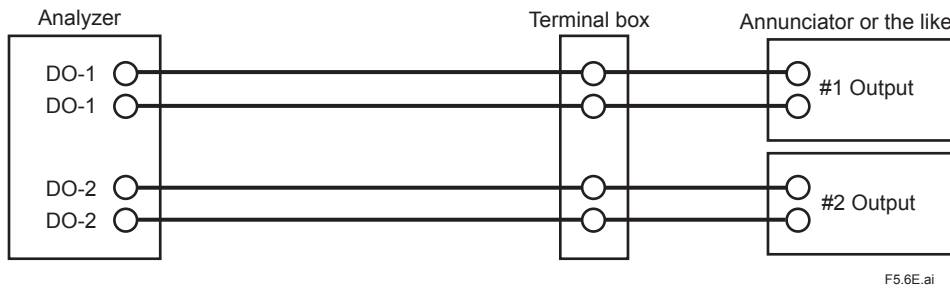 Analyzer
Terminal box
Annunciator or the like
DO-1
DO-1
#1 Output
DO-2
DO-2
#2 Output
F5.6E.ai